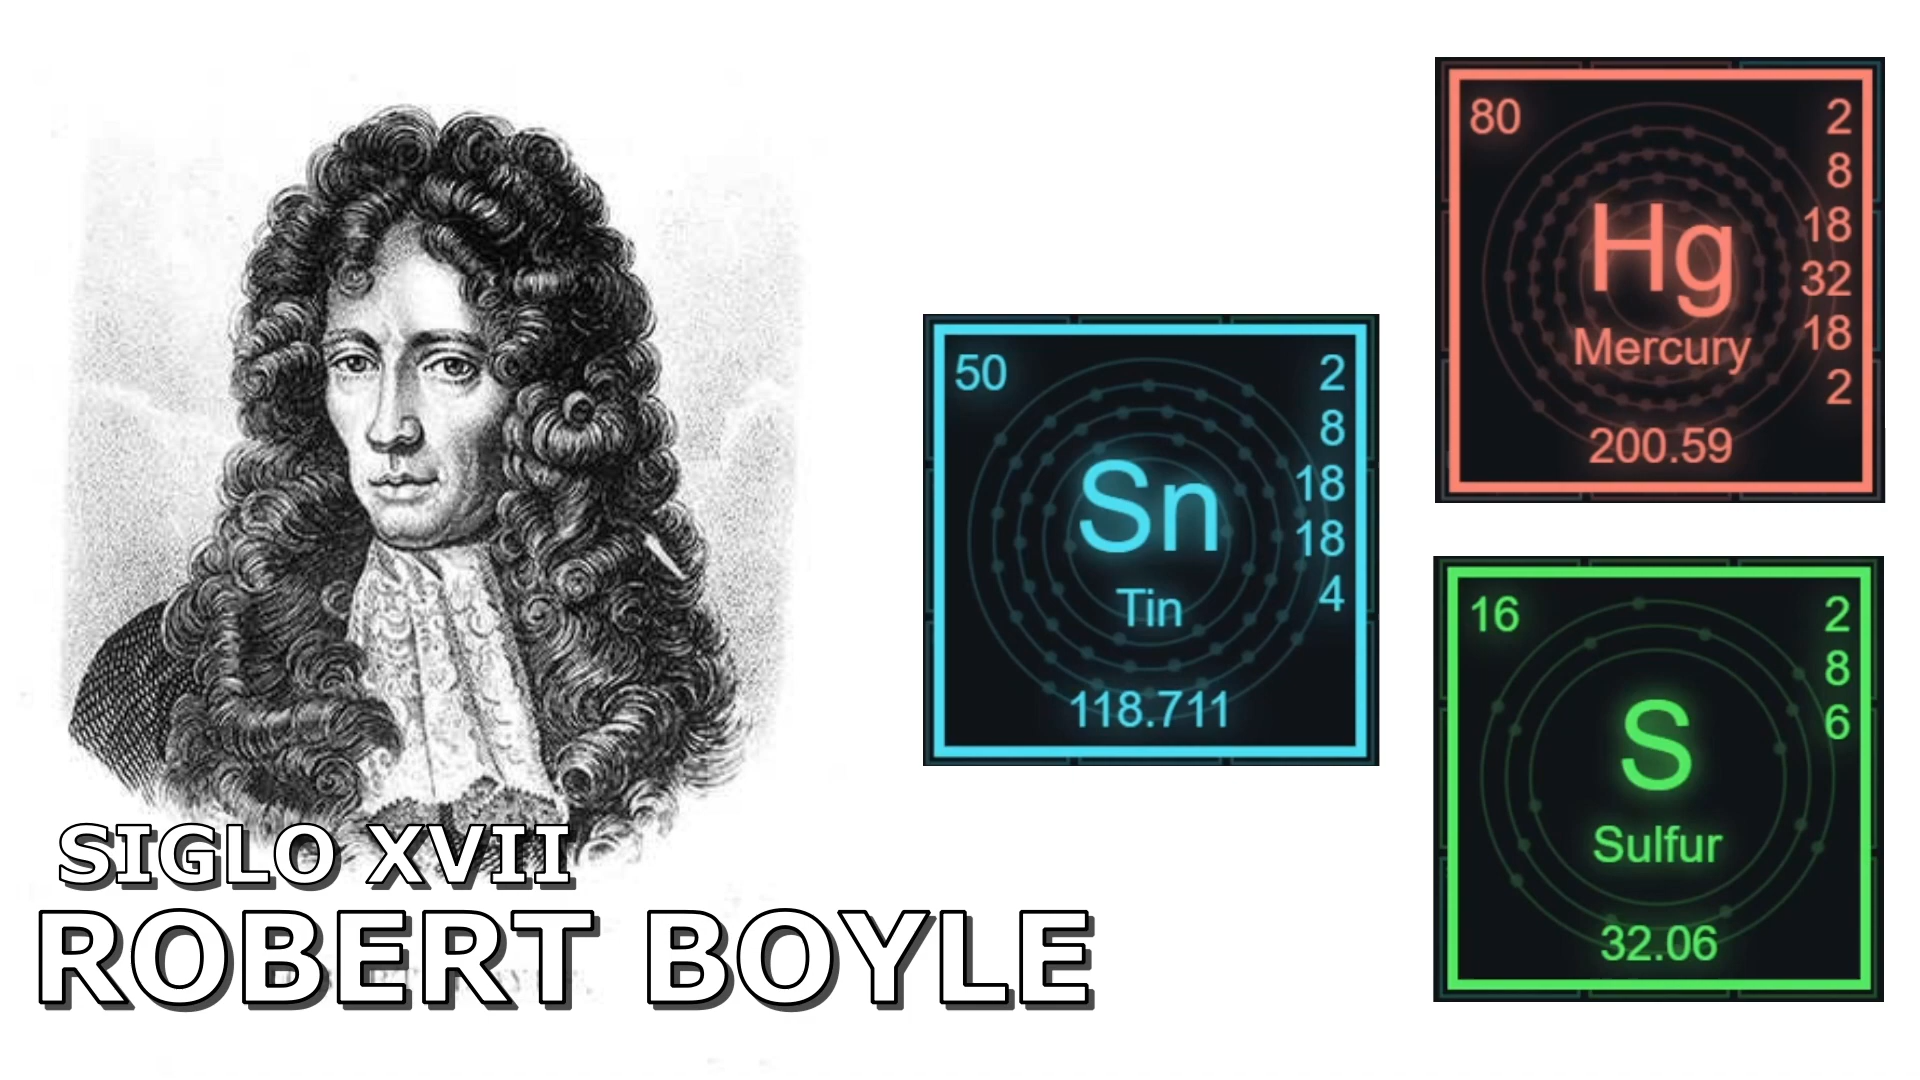 SIGLO XVII
ROBERT BOYLE
50
2
8
18
18
4
Sn
Tin
118.711
80
2
8
18
32
18
2
Hg
Mercury
200.59
16
2
8
6
S
Sulfur
32.06